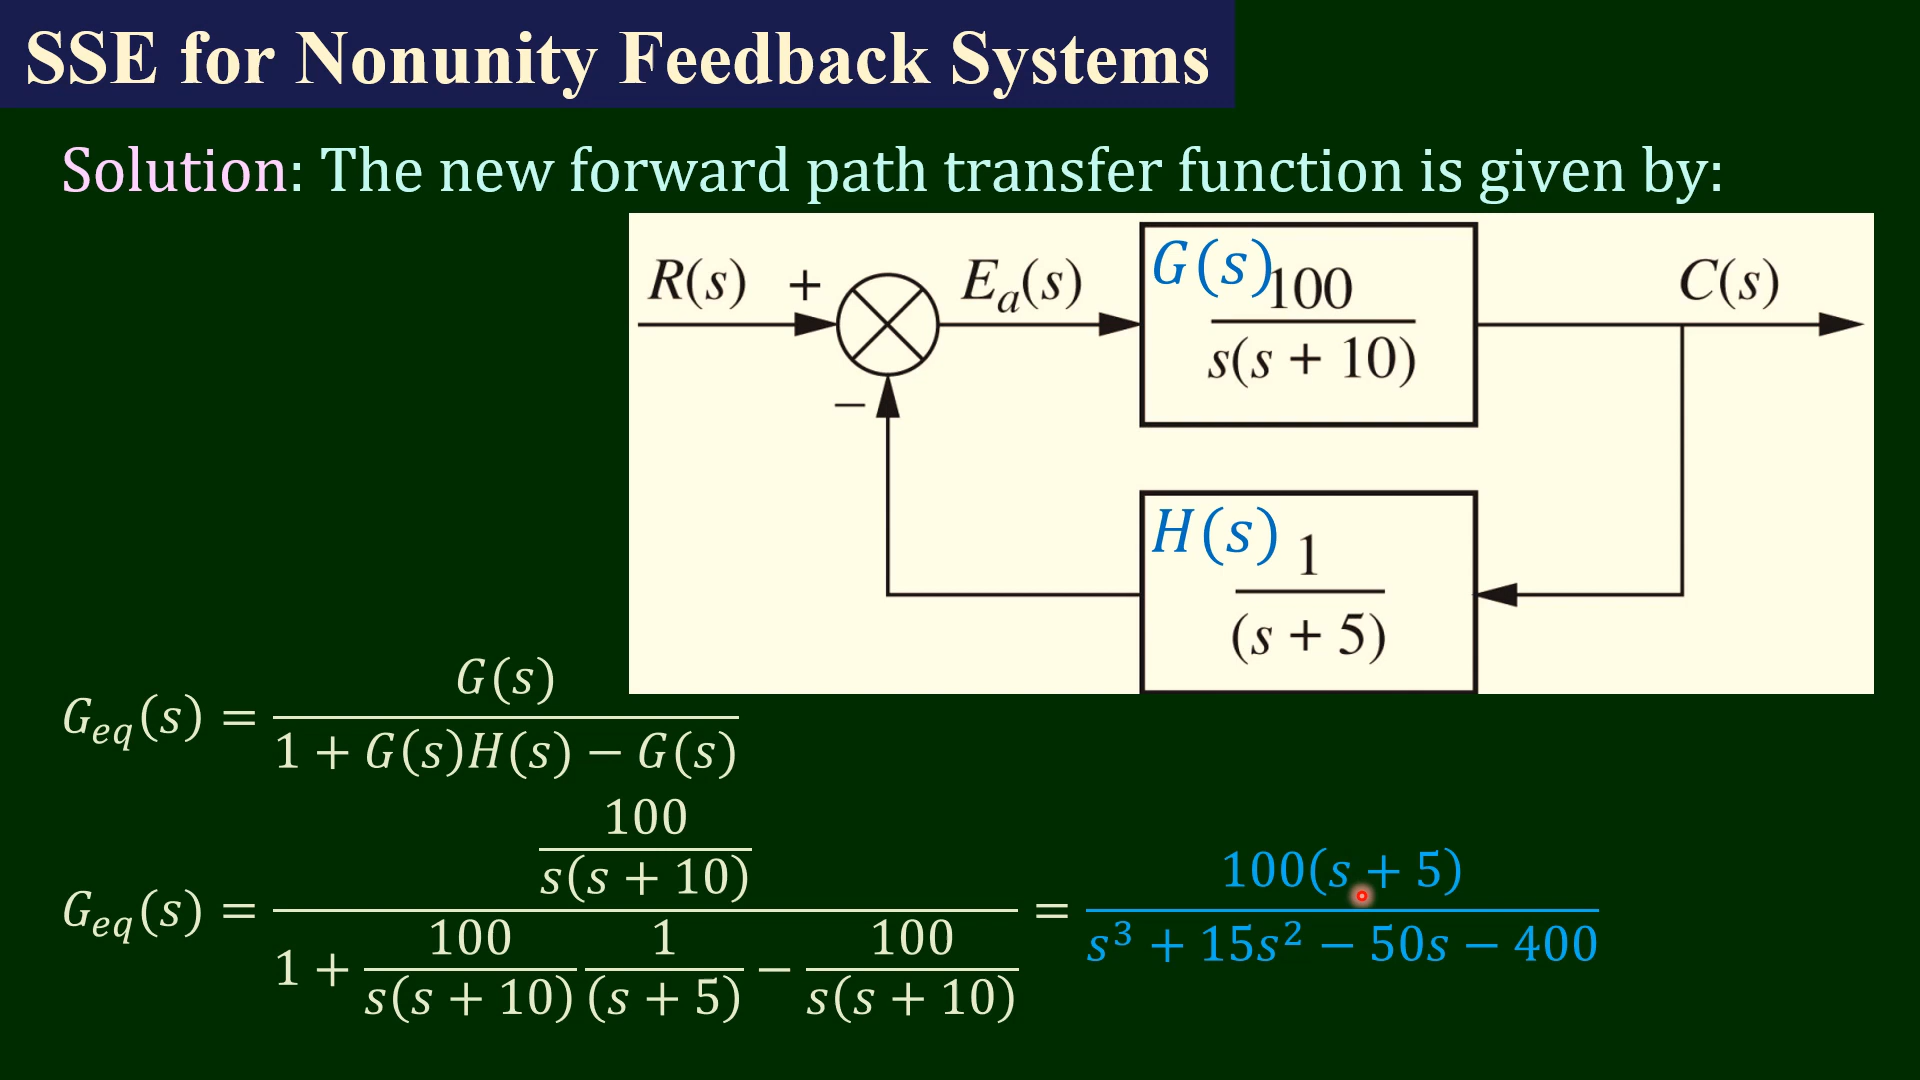 SSE for Nonunity Feedback Systems
Solution: The new forward path transfer function is given by:
R(s) + E_a(s) G(s) 100 / s(s + 10) C(s)
−
H(s) 1 / (s + 5)
G_eq(s) = G(s) / 1 + G(s)H(s) − G(s)
G_eq(s) = 100 / s(s + 10) / 1 + 100 / s(s + 10) 1 / (s + 5) − 100 / s(s + 10) = 100(s + 5) / s³ + 15s² − 50s − 400